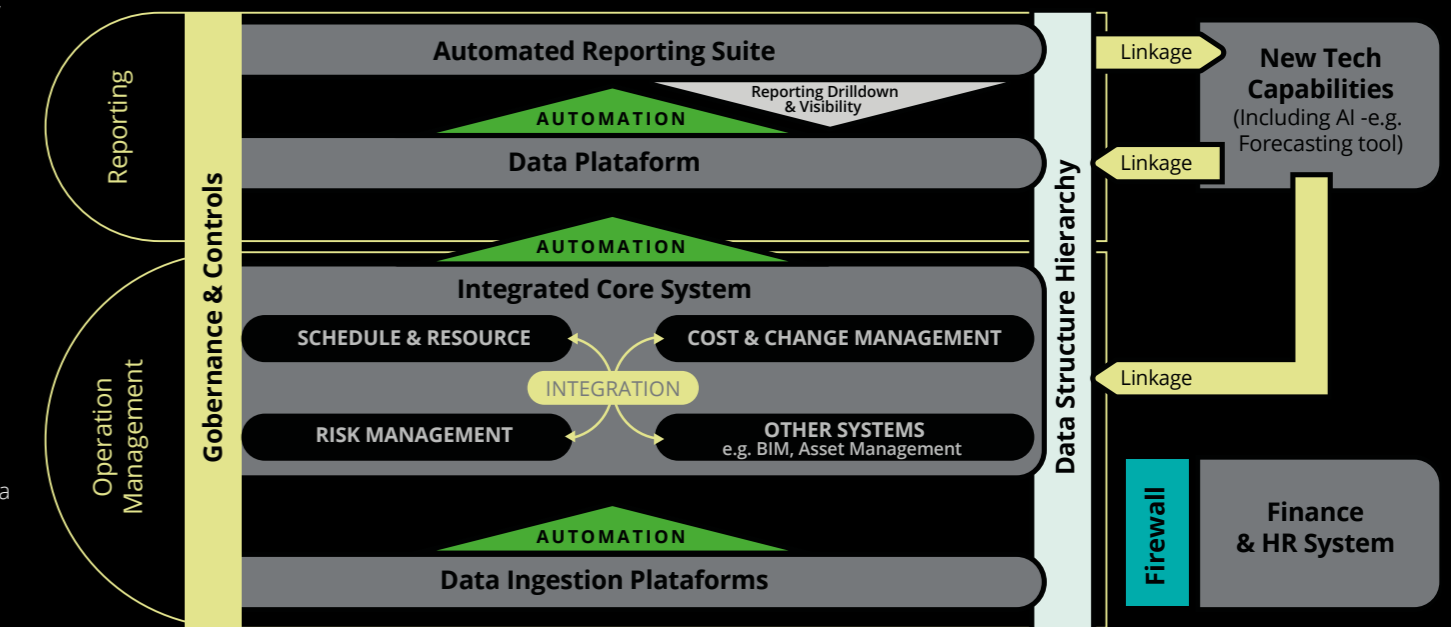 Reporting
Operation
Management
Gobernance & Controls
Automated Reporting Suite
Reporting Drilldown
& Visibility
AUTOMATION
Data Plataform
AUTOMATION
Integrated Core System
SCHEDULE & RESOURCE
COST & CHANGE MANAGEMENT
INTEGRATION
RISK MANAGEMENT
OTHER SYSTEMS
e.g. BIM, Asset Management
AUTOMATION
Data Ingestion Plataforms
Data Structure Hierarchy
Linkage
New Tech
Capabilities
(Including AI -e.g.
Forecasting tool)
Linkage
Linkage
Firewall
Finance
& HR System
a